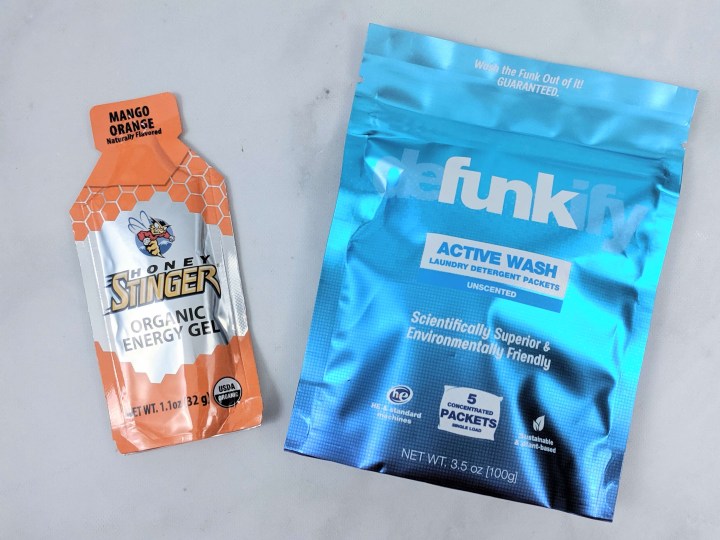 MANGO
ORANGE
Naturally Flavored
HONEY
STINGER
ORGANIC
ENERGY GEL
USDA
ORGANIC
NET WT. 1.1oz (32 g)
Wash the Funk Out of It!
GUARANTEED.
defunkify
ACTIVE WASH
LAUNDRY DETERGENT PACKETS
UNSCENTED
Scientifically Superior &
Environmentally Friendly
he
HE & standard
machines
5
CONCENTRATED
PACKETS
SINGLE LOAD
Sustainable
& plant-based
NET WT. 3.5 oz [100g]